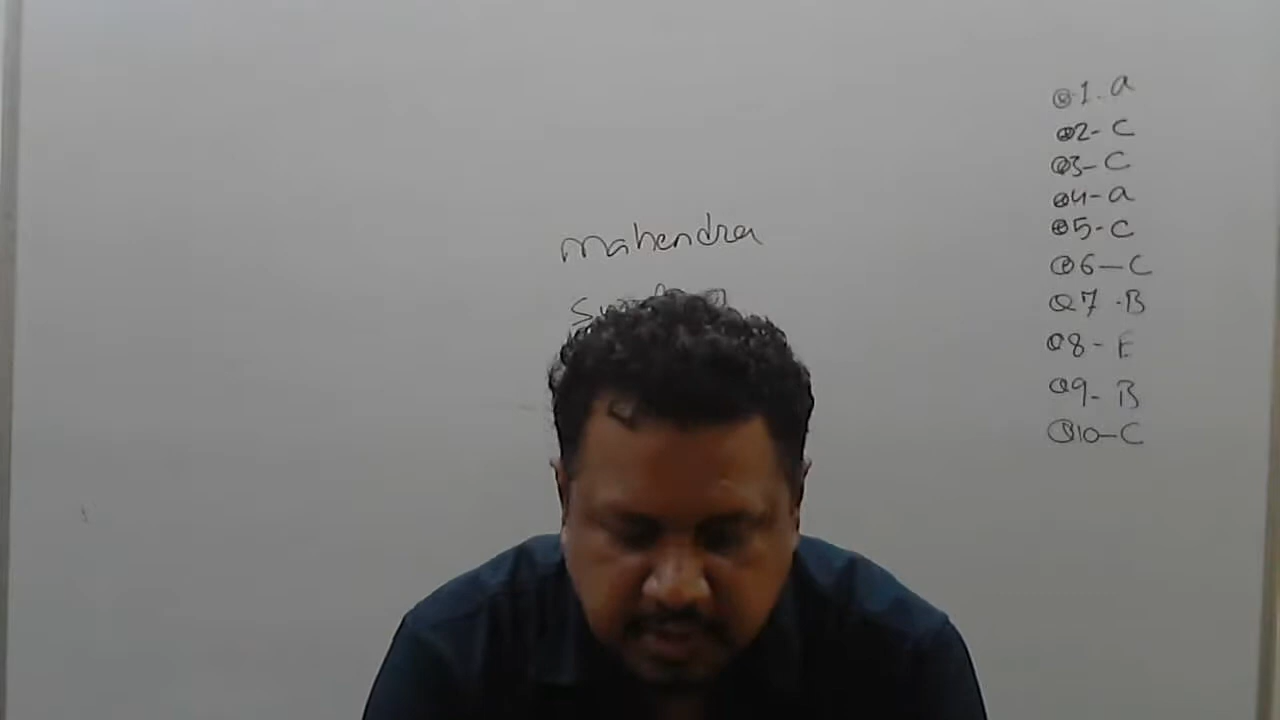 Mahendra
Q1. a
Q2- C
Q3- C
Q4- a
Q5- C
Q6- C
Q7 - B
Q8 - E
Q9- B
Q10- C